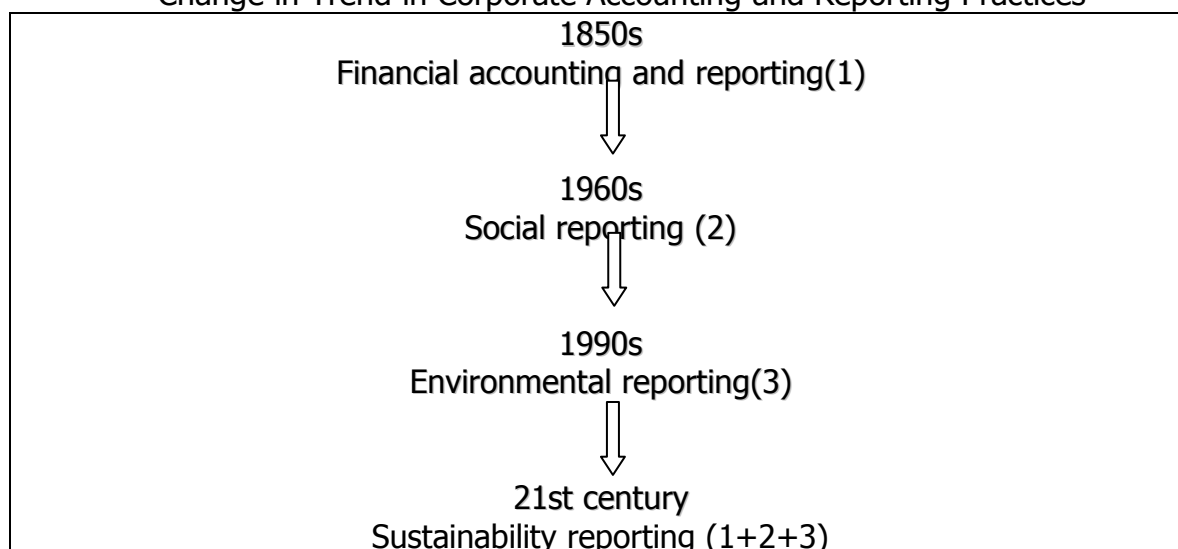 Change in Trend in Corporate Accounting and Reporting Practices
1850s
Financial accounting and reporting(1)
1960s
Social reporting (2)
1990s
Environmental reporting(3)
21st century
Sustainability reporting (1+2+3)